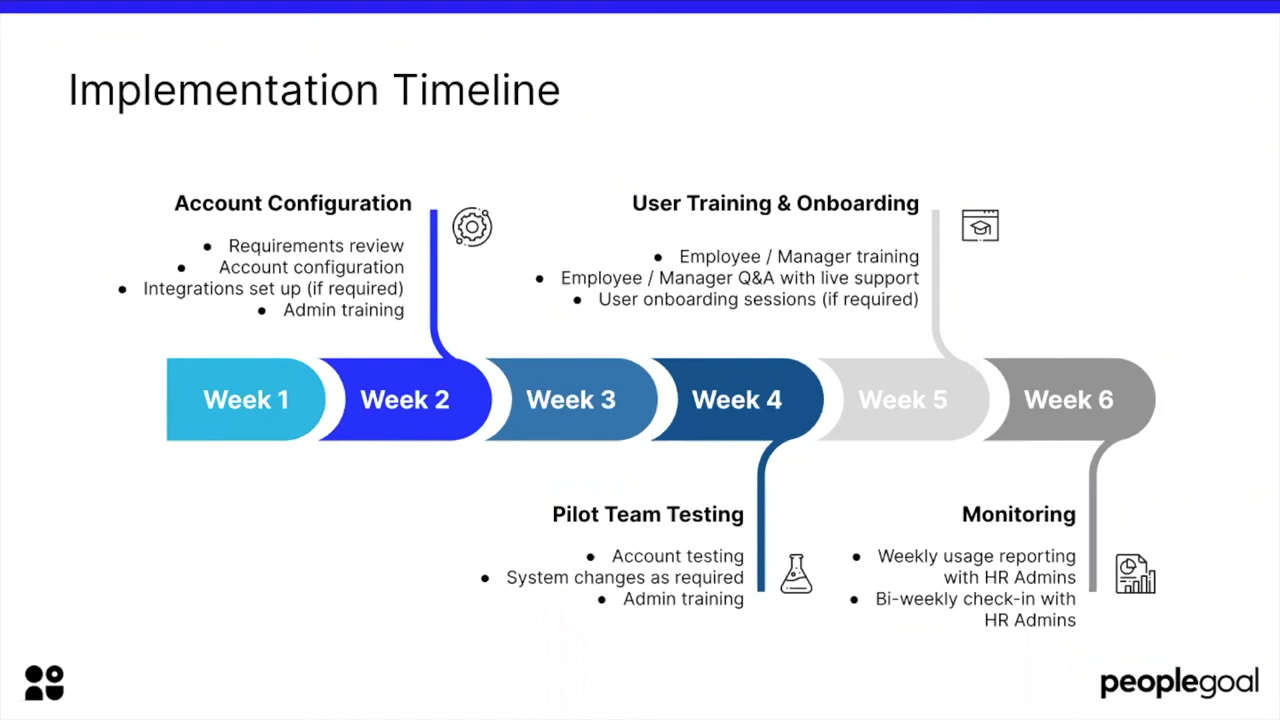 Implementation Timeline
Account Configuration
● Requirements review
● Account configuration
● Integrations set up (if required)
● Admin training
User Training & Onboarding
● Employee / Manager training
● Employee / Manager Q&A with live support
● User onboarding sessions (if required)
Week 1
Week 2
Week 3
Week 4
Week 5
Week 6
Pilot Team Testing
● Account testing
● System changes as required
● Admin training
Monitoring
● Weekly usage reporting
with HR Admins
● Bi-weekly check-in with
HR Admins
peoplegoal